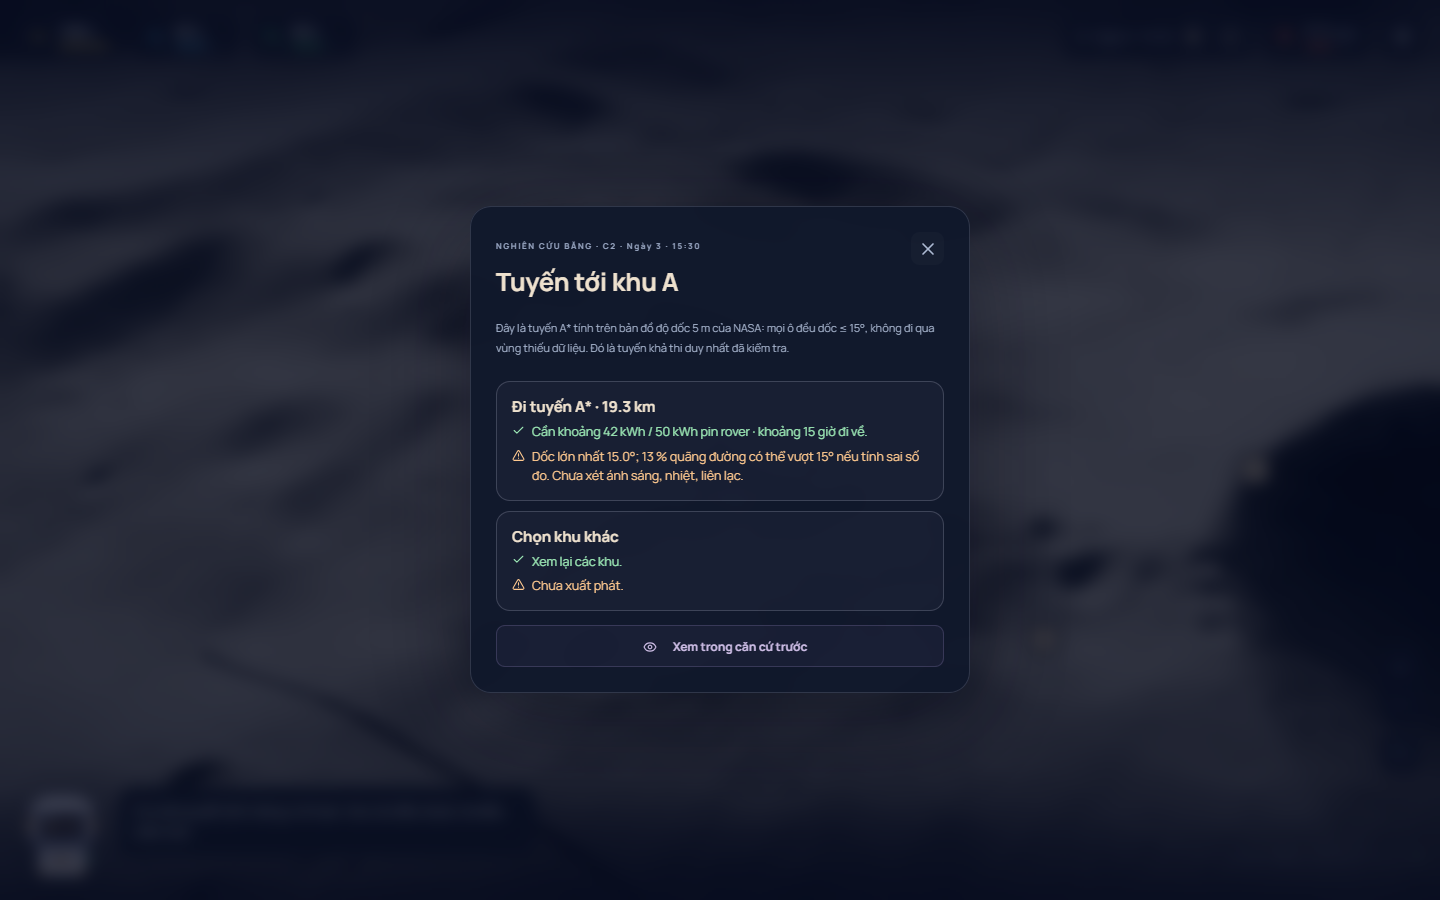 NGHIÊN CỨU BĂNG · C2 · Ngày 3 · 15:30
Tuyến tới khu A
Đây là tuyến A* tính trên bản đồ độ dốc 5 m của NASA: mọi ô đều dốc ≤ 15°, không đi qua
vùng thiếu dữ liệu. Đó là tuyến khả thi duy nhất đã kiểm tra.
Đi tuyến A* · 19.3 km
Cần khoảng 42 kWh / 50 kWh pin rover · khoảng 15 giờ đi về.
Dốc lớn nhất 15.0°; 13 % quãng đường có thể vượt 15° nếu tính sai số
đo. Chưa xét ánh sáng, nhiệt, liên lạc.
Chọn khu khác
Xem lại các khu.
Chưa xuất phát.
Xem trong căn cứ trước